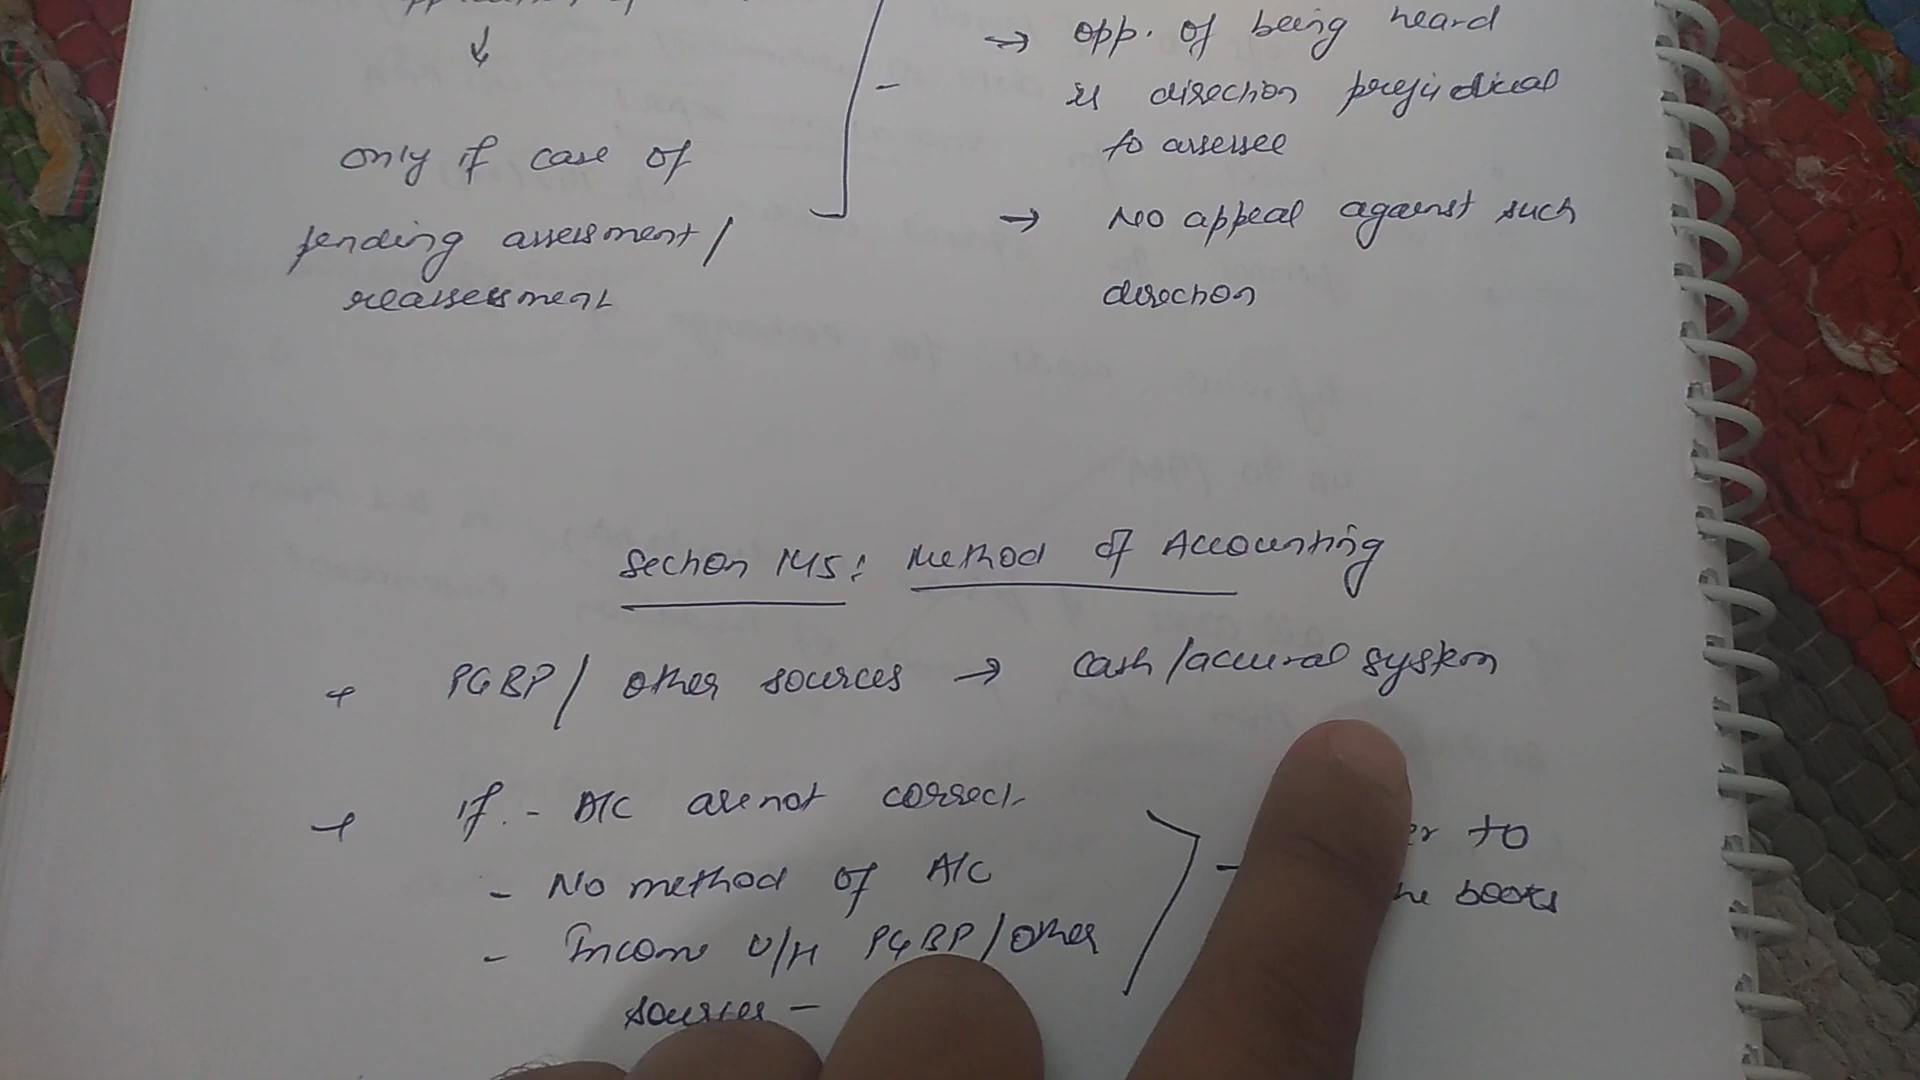 only if case of
pending assessment/
reassessment
→ opp. of being heard
if direction prejudical
to assessee
→ No appeal against such
direction
Section 145: Method of Accounting
→ PGBP/ other sources → cash/accural system
→ if - A/C are not correct
- No method of A/C
- Income U/H PGBP/other
sources -
to
books